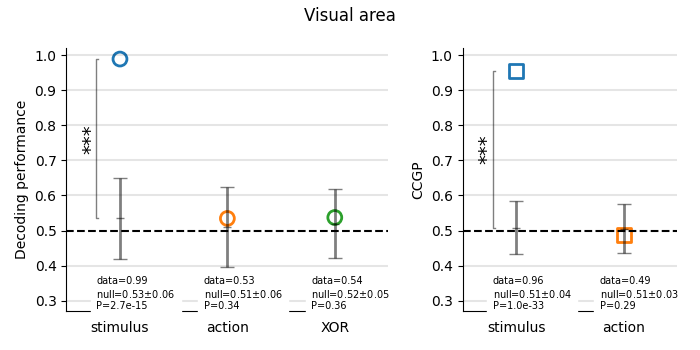 Visual area
Decoding performance
1.0
0.9
0.8
0.7
0.6
0.5
0.4
0.3
***
data=0.99
null=0.53±0.06
P=2.7e-15
data=0.53
null=0.51±0.06
P=0.34
data=0.54
null=0.52±0.05
P=0.36
stimulus
action
XOR
CCGP
1.0
0.9
0.8
0.7
0.6
0.5
0.4
0.3
***
data=0.96
null=0.51±0.04
P=1.0e-33
data=0.49
null=0.51±0.03
P=0.29
stimulus
action